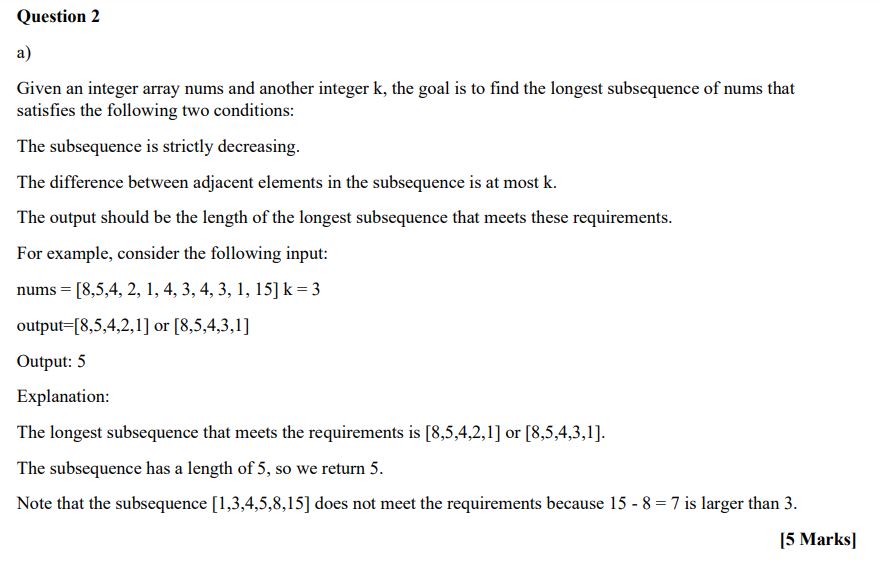 Question 2
a)
Given an integer array nums and another integer k, the goal is to find the longest subsequence of nums that
satisfies the following two conditions:
The subsequence is strictly decreasing.
The difference between adjacent elements in the subsequence is at most k.
The output should be the length of the longest subsequence that meets these requirements.
For example, consider the following input:
nums = [8,5,4, 2, 1, 4, 3, 4, 3, 1, 15] k = 3
output=[8,5,4,2,1] or [8,5,4,3,1]
Output: 5
Explanation:
The longest subsequence that meets the requirements is [8,5,4,2,1] or [8,5,4,3,1].
The subsequence has a length of 5, so we return 5.
Note that the subsequence [1,3,4,5,8,15] does not meet the requirements because 15 - 8 = 7 is larger than 3.
[5 Marks]